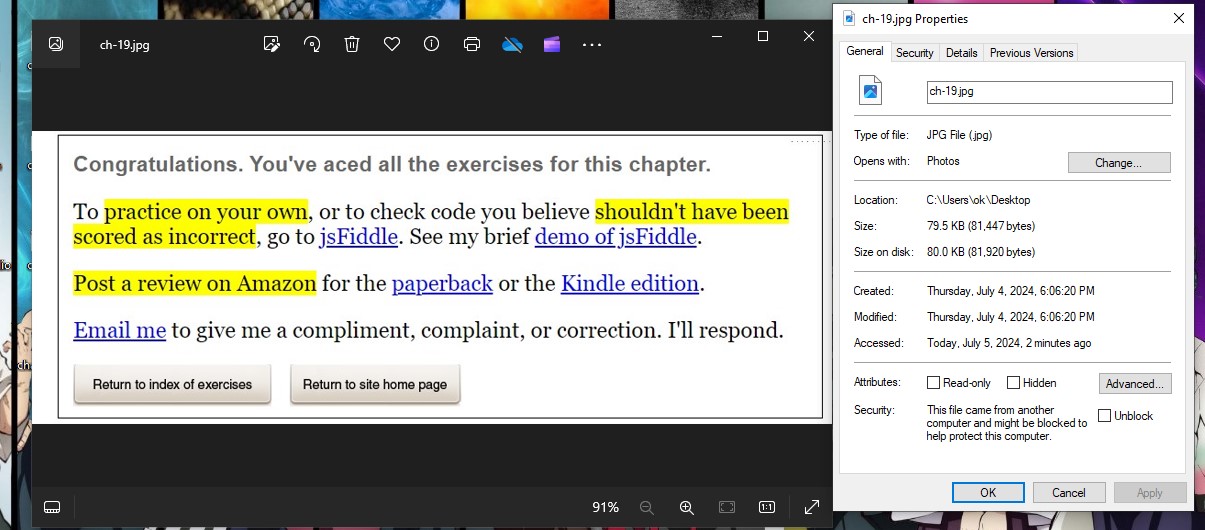 ch-19.jpg
Congratulations. You've aced all the exercises for this chapter.
To practice on your own, or to check code you believe shouldn't have been
scored as incorrect, go to jsFiddle. See my brief demo of jsFiddle.
Post a review on Amazon for the paperback or the Kindle edition.
Email me to give me a compliment, complaint, or correction. I'll respond.
Return to index of exercises
Return to site home page
91%
1:1
ch-19.jpg Properties
General Security Details Previous Versions
ch-19.jpg
Type of file: JPG File (.jpg)
Opens with: Photos Change...
Location: C:\Users\ok\Desktop
Size: 79.5 KB (81,447 bytes)
Size on disk: 80.0 KB (81,920 bytes)
Created: Thursday, July 4, 2024, 6:06:20 PM
Modified: Thursday, July 4, 2024, 6:06:20 PM
Accessed: Today, July 5, 2024, 2 minutes ago
Attributes: Read-only Hidden Advanced...
Security: This file came from another
computer and might be blocked to
help protect this computer.
Unblock
OK Cancel Apply